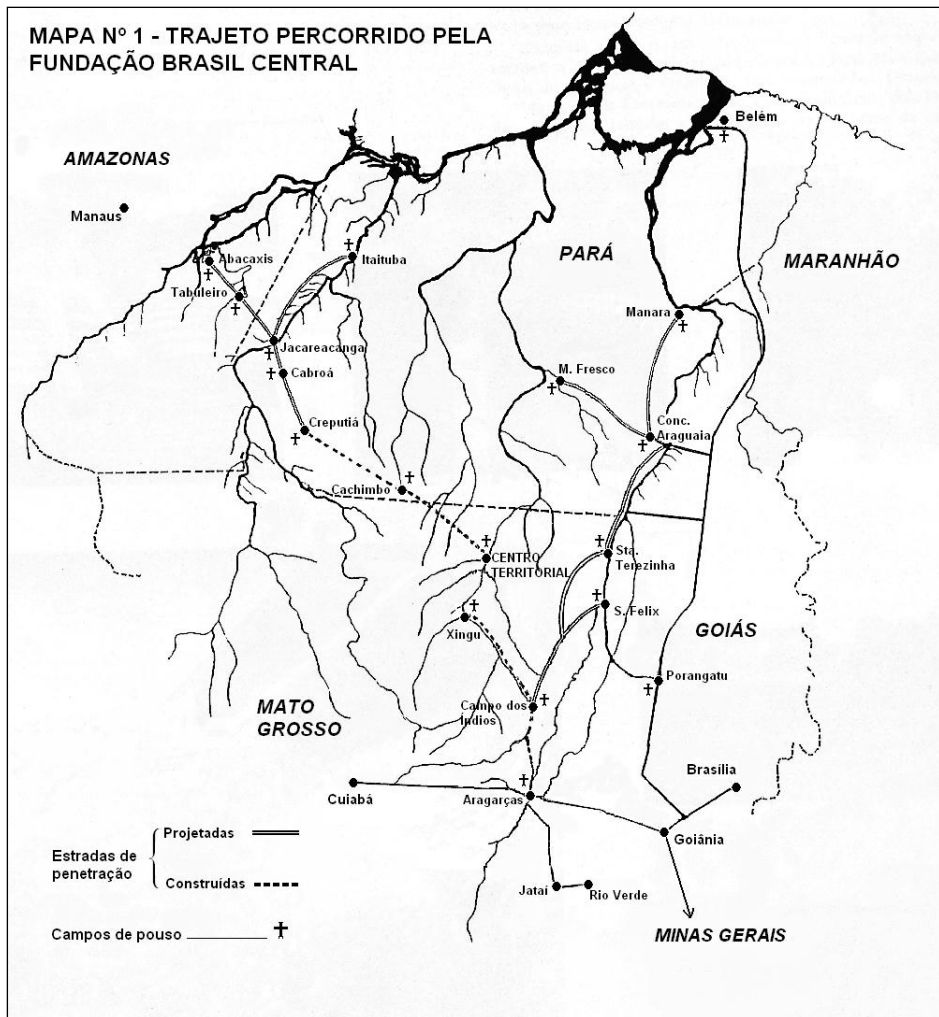 MAPA Nº 1 - TRAJETO PERCORRIDO PELA
FUNDAÇÃO BRASIL CENTRAL
Belém
AMAZONAS
Manaus
Abacaxis
Itaituba
PARÁ
MARANHÃO
Tabuleiro
Manara
Jacareacanga
Cabroá
M. Fresco
Creputiá
Conc.
Araguaia
Cachimbo
CENTRO
TERRITORIAL
Sta.
Terezinha
S. Felix
Xingu
GOIÁS
Porangatu
MATO
GROSSO
Campo dos
Índios
Brasília
Cuiabá
Aragarças
Goiânia
Estradas de
penetração
Projetadas
Construídas
Jataí
Rio Verde
Campos de pouso
MINAS GERAIS